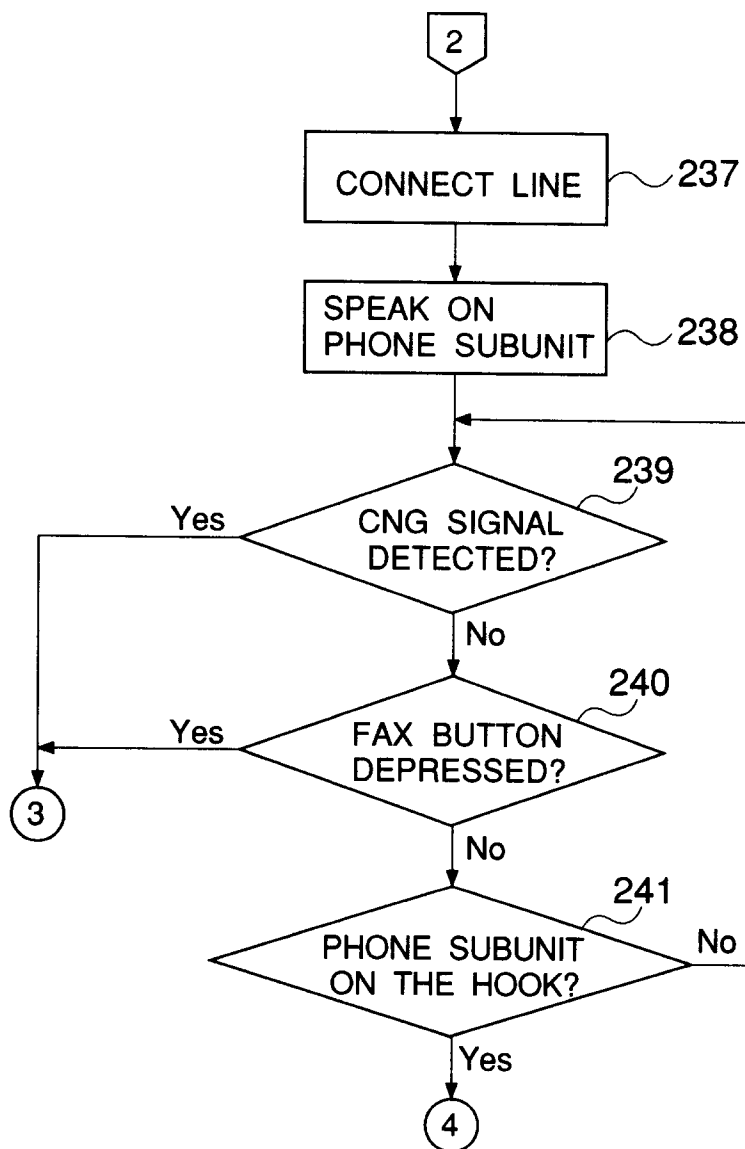 2
CONNECT LINE
237
SPEAK ON
PHONE SUBUNIT
238
239
Yes
CNG SIGNAL
DETECTED?
No
240
Yes
FAX BUTTON
DEPRESSED?
3
No
241
PHONE SUBUNIT
ON THE HOOK?
No
Yes
4